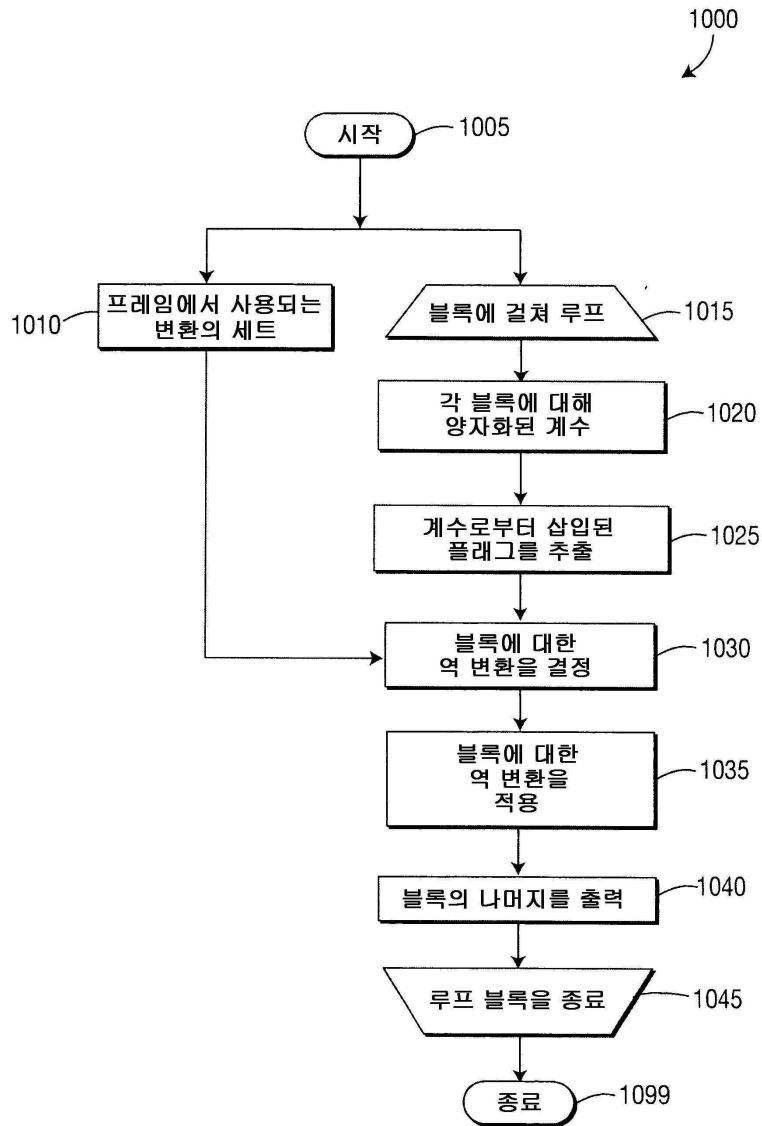 1000
시작
1005
프레임에서 사용되는
변환의 세트
1010
블록에 걸쳐 루프
1015
각 블록에 대해
양자화된 계수
1020
계수로부터 삽입된
플래그를 추출
1025
블록에 대한
역 변환을 결정
1030
블록에 대한
역 변환을
적용
1035
블록의 나머지를 출력
1040
루프 블록을 종료
1045
종료
1099